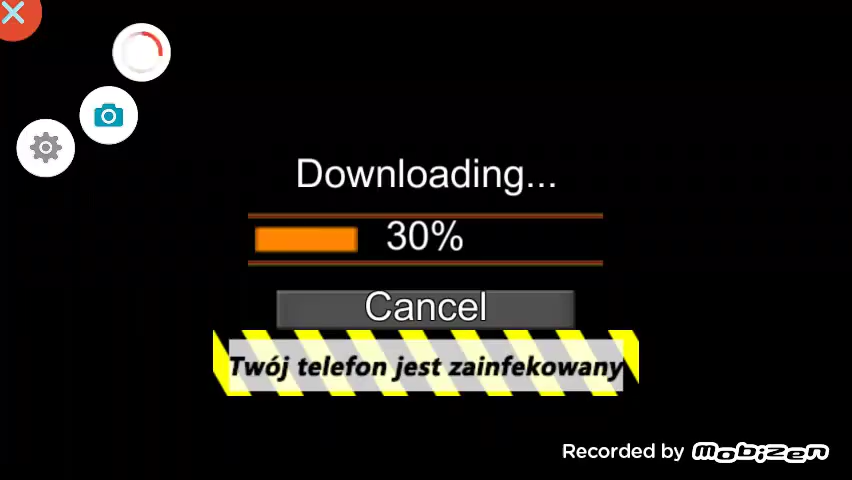 Downloading...
30%
Cancel
Twój telefon jest zainfekowany
Recorded by mobizen